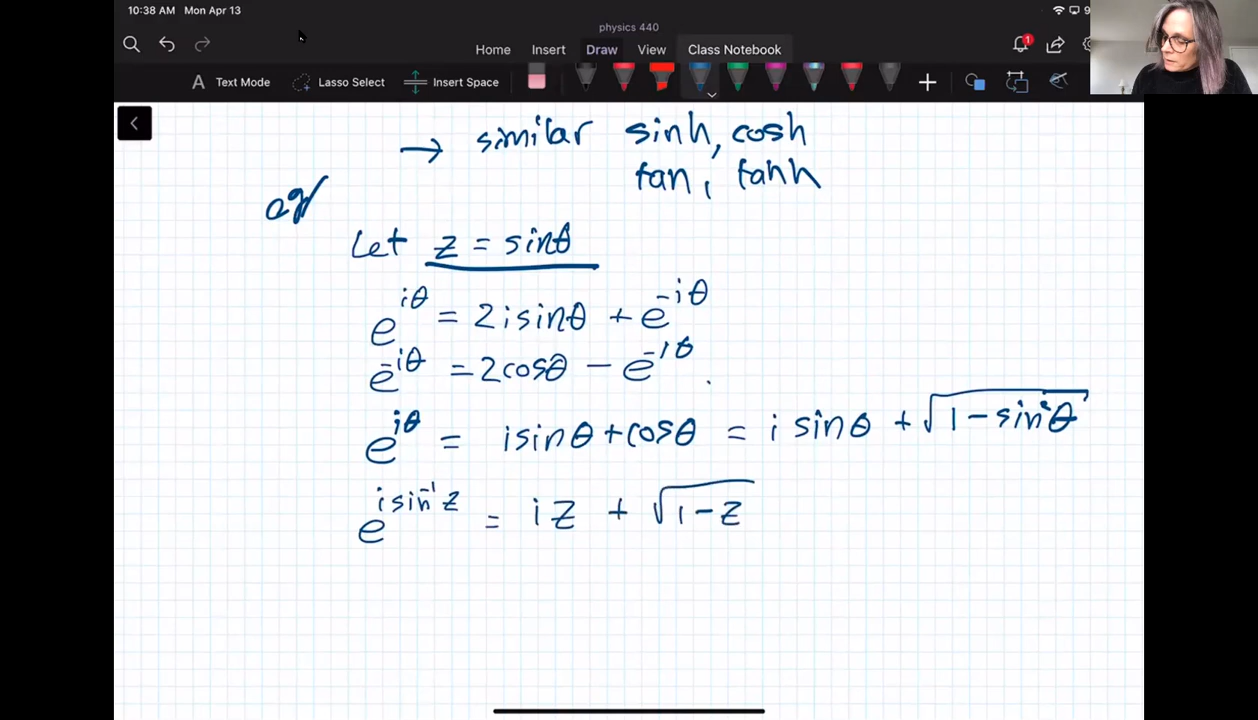 10:38 AM Mon Apr 13
physics 440
Home Insert Draw View Class Notebook
1
Text Mode Lasso Select Insert Space
→ similar sinh, cosh
tan, tanh
Let z = sinθ
e^{iθ} = 2i sinθ + e^{-iθ}
e^{-iθ} = 2cosθ - e^{-iθ}
e^{iθ} = i sinθ + cosθ = i sinθ + √(1 - sin²θ)
e^{i sin⁻¹ z} = iz + √(1 - z)